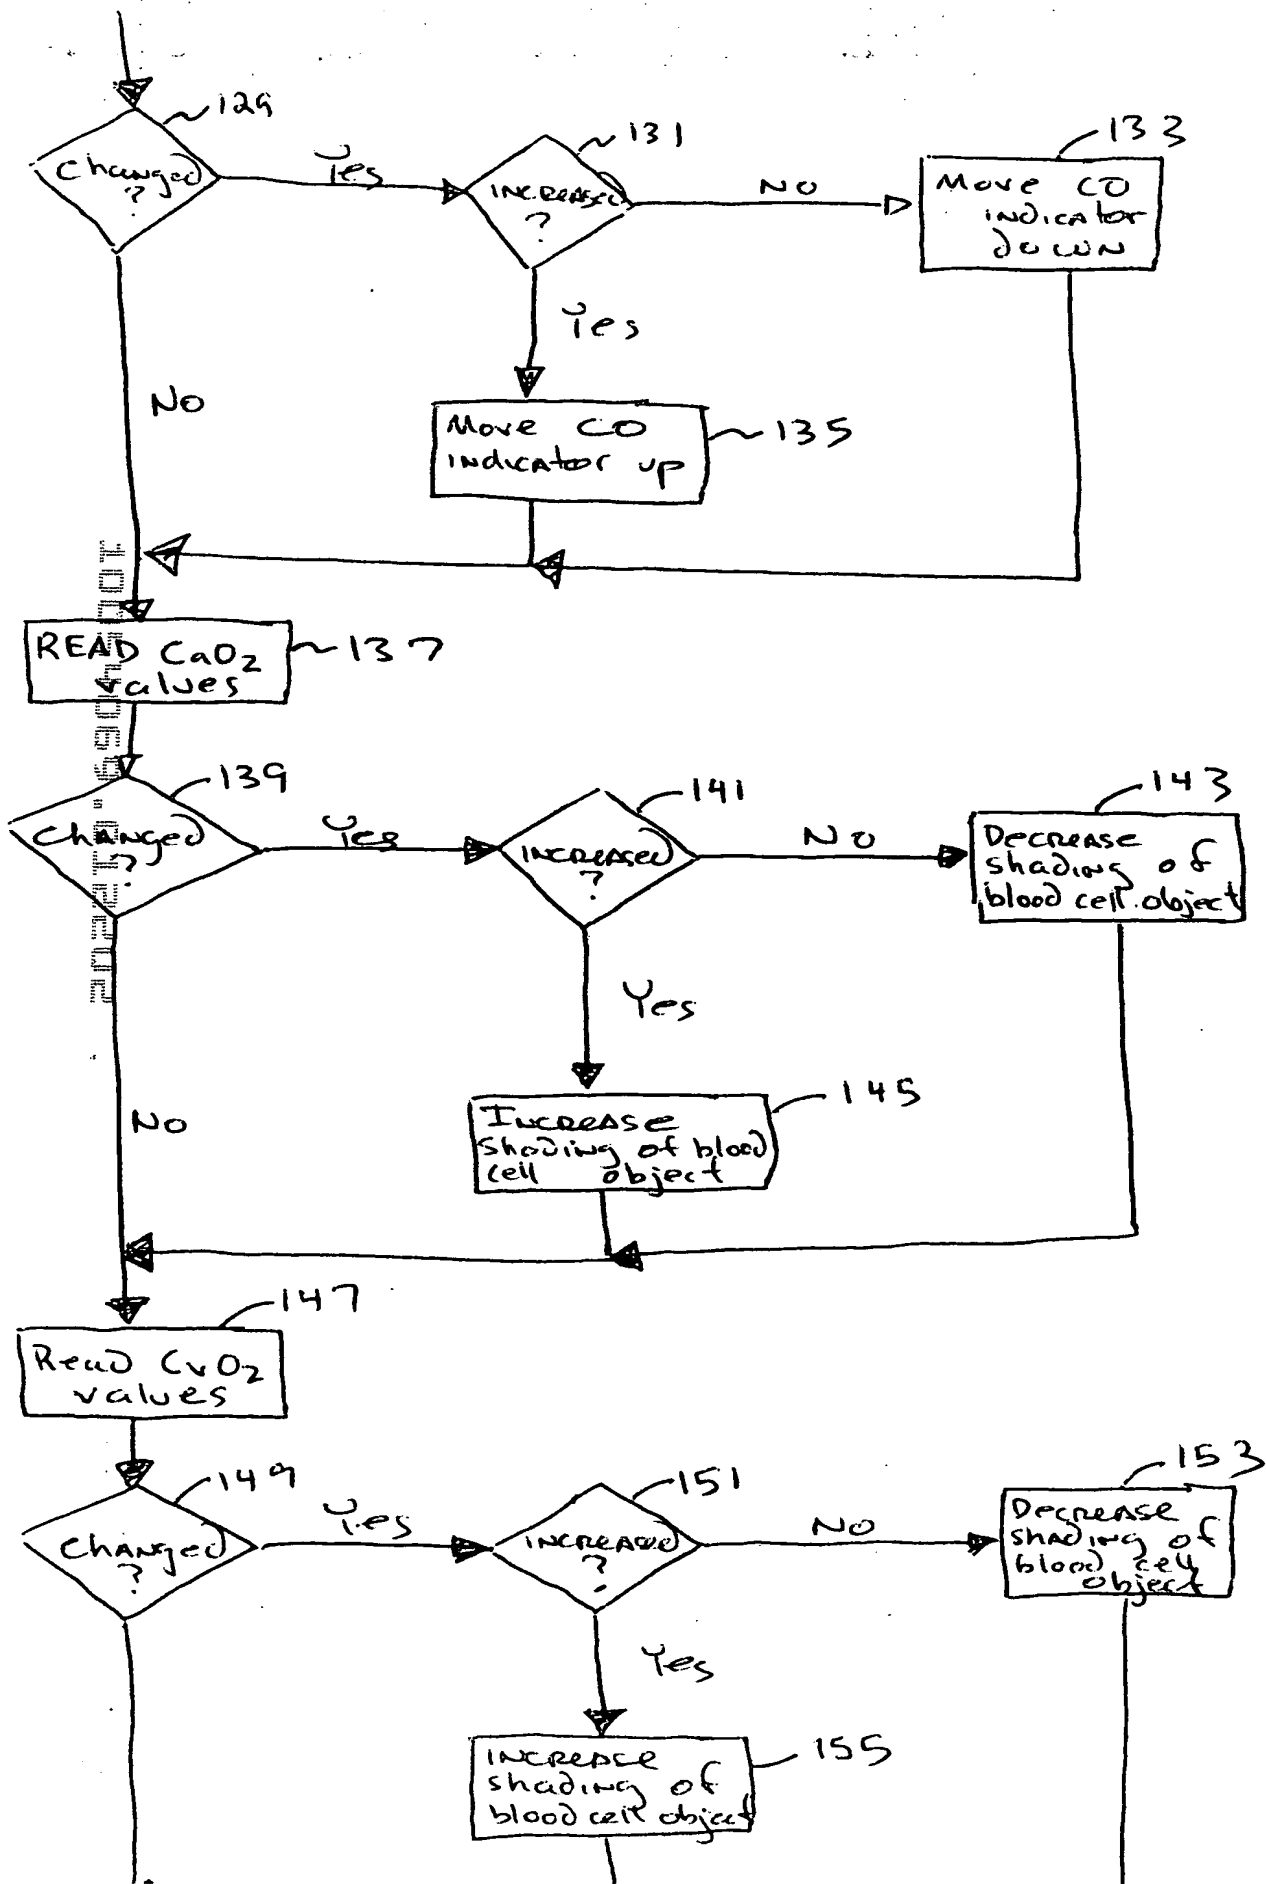 129
Changed
?
Yes
131
INCREASED
?
NO
133
Move CO
indicator
DOWN
Yes
NO
Move CO
indicator up
135
READ CaO2
values
137
139
Changed
?
Yes
141
INCREASED
?
NO
143
Decrease
shading of
blood cell object
Yes
NO
145
Increase
shading of blood
cell object
147
Read CvO2
values
149
Changed
?
Yes
151
INCREASED
?
NO
153
Decrease
shading of
blood cell
object
Yes
155
INCREASE
shading of
blood cell object